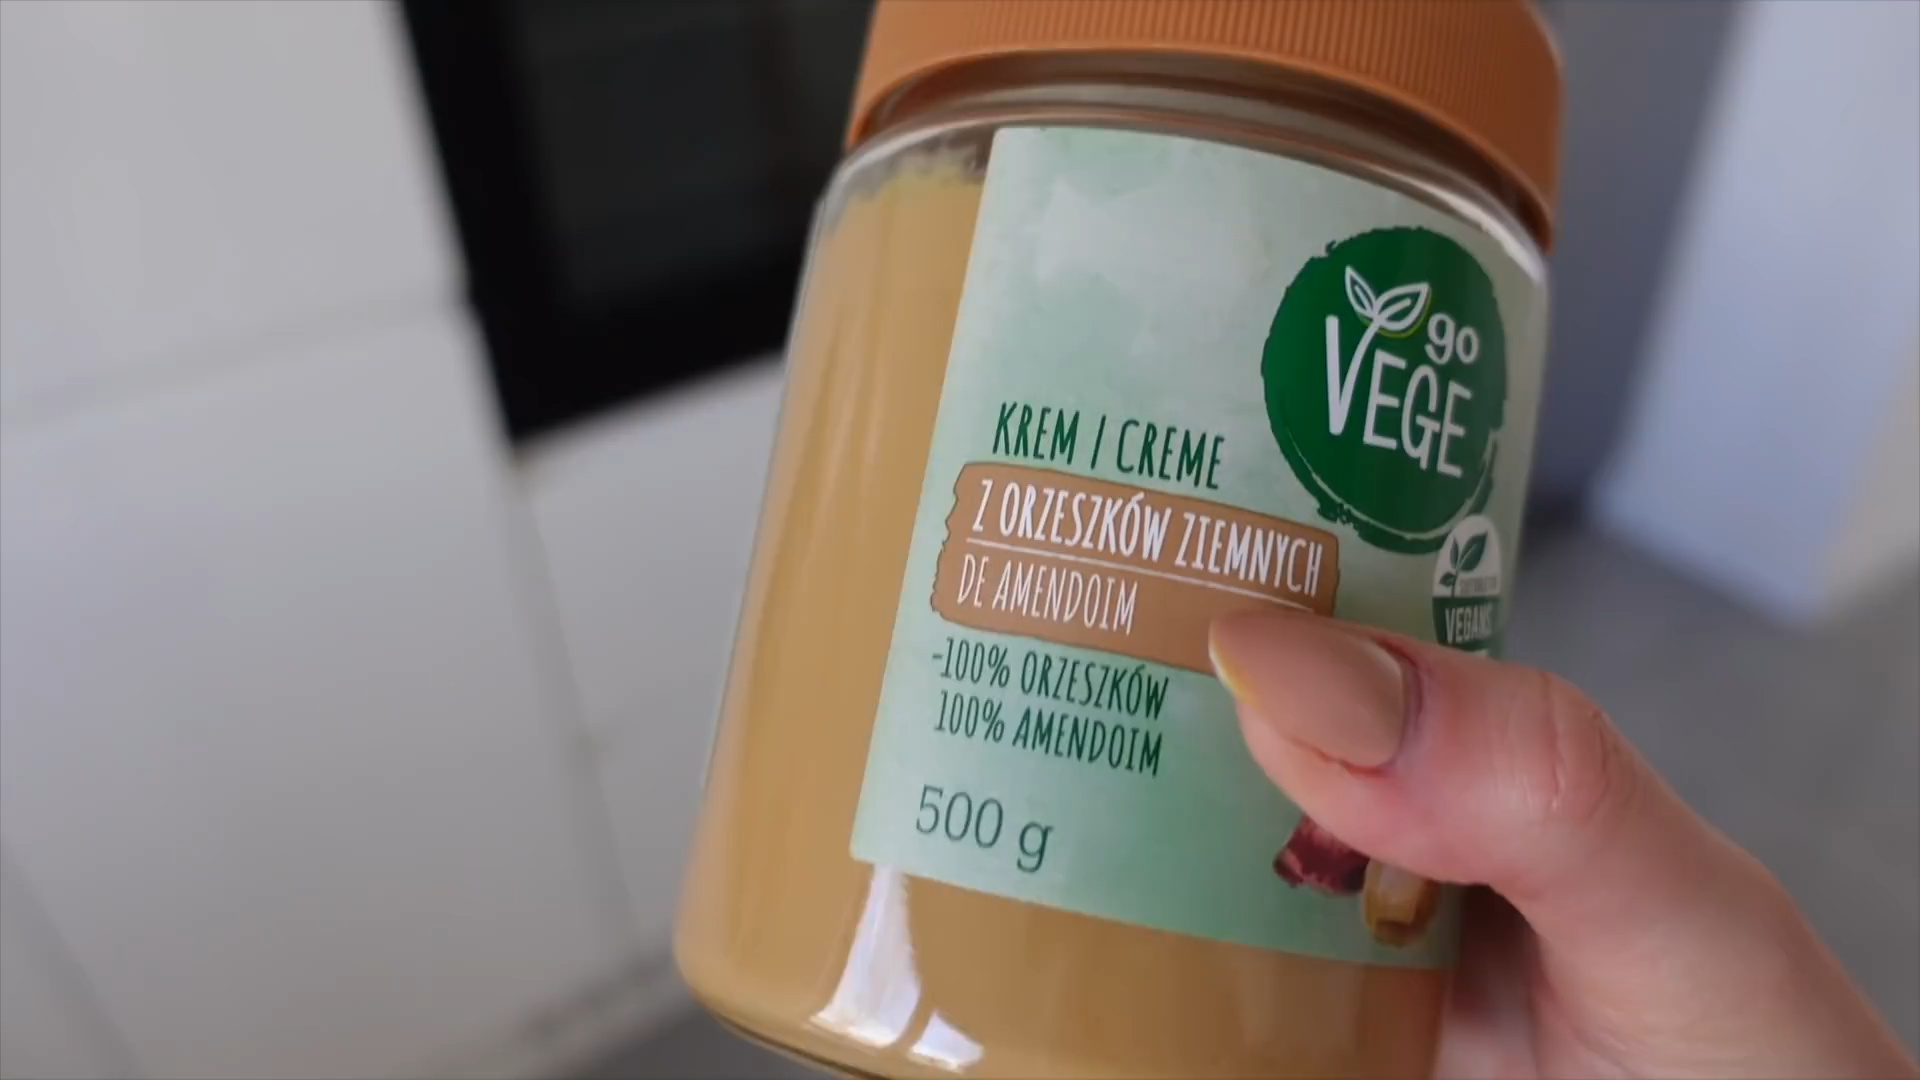 go
VEGE
KREM / CREME
Z ORZESZKÓW ZIEMNYCH
DE AMENDOIM
-100% ORZESZKÓW
100% AMENDOIM
VEGANS
500 g